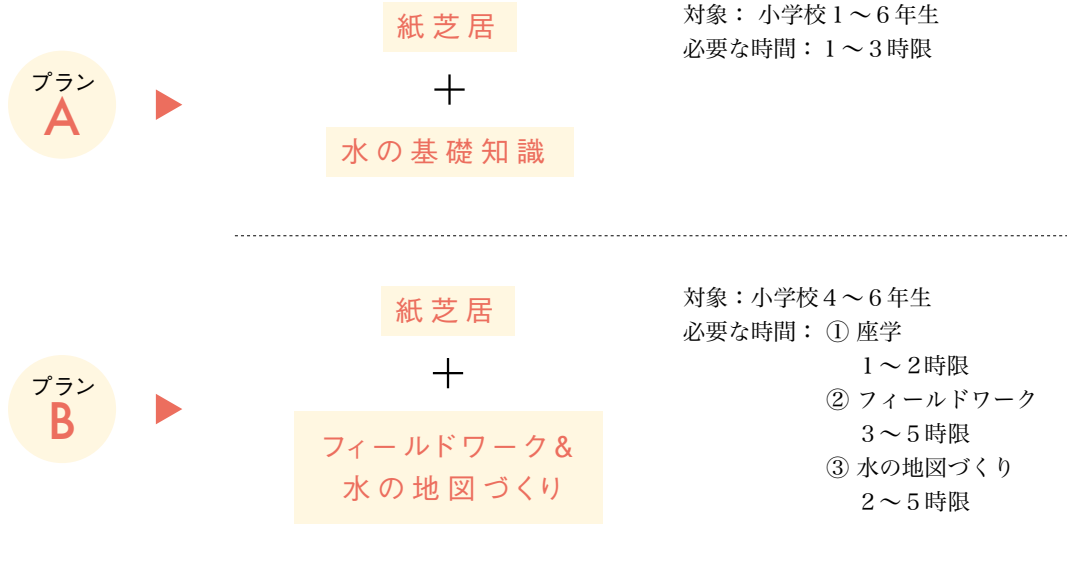 プラン
A
紙芝居
＋
水の基礎知識
対象： 小学校１〜６年生
必要な時間：１〜３時限
プラン
B
紙芝居
＋
フィールドワーク&
水の地図づくり
対象：小学校４〜６年生
必要な時間： ① 座学
１〜２時限
② フィールドワーク
３〜５時限
③ 水の地図づくり
２〜５時限